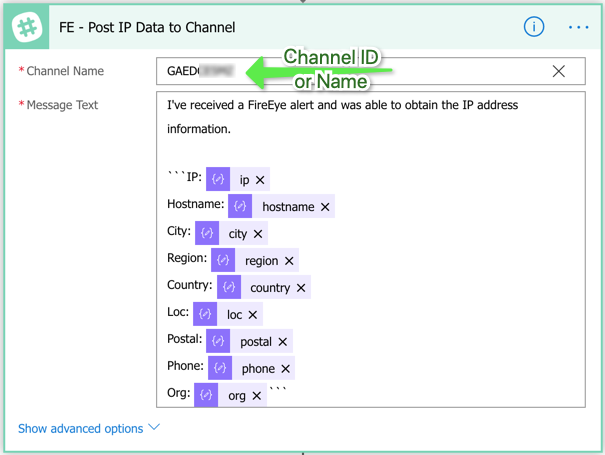 FE - Post IP Data to Channel
* Channel Name
GAED
Channel ID
or Name
* Message Text
I've received a FireEye alert and was able to obtain the IP address
information.
```IP: ip ×
Hostname: hostname ×
City: city ×
Region: region ×
Country: country ×
Loc: loc ×
Postal: postal ×
Phone: phone ×
Org: org × ```
Show advanced options